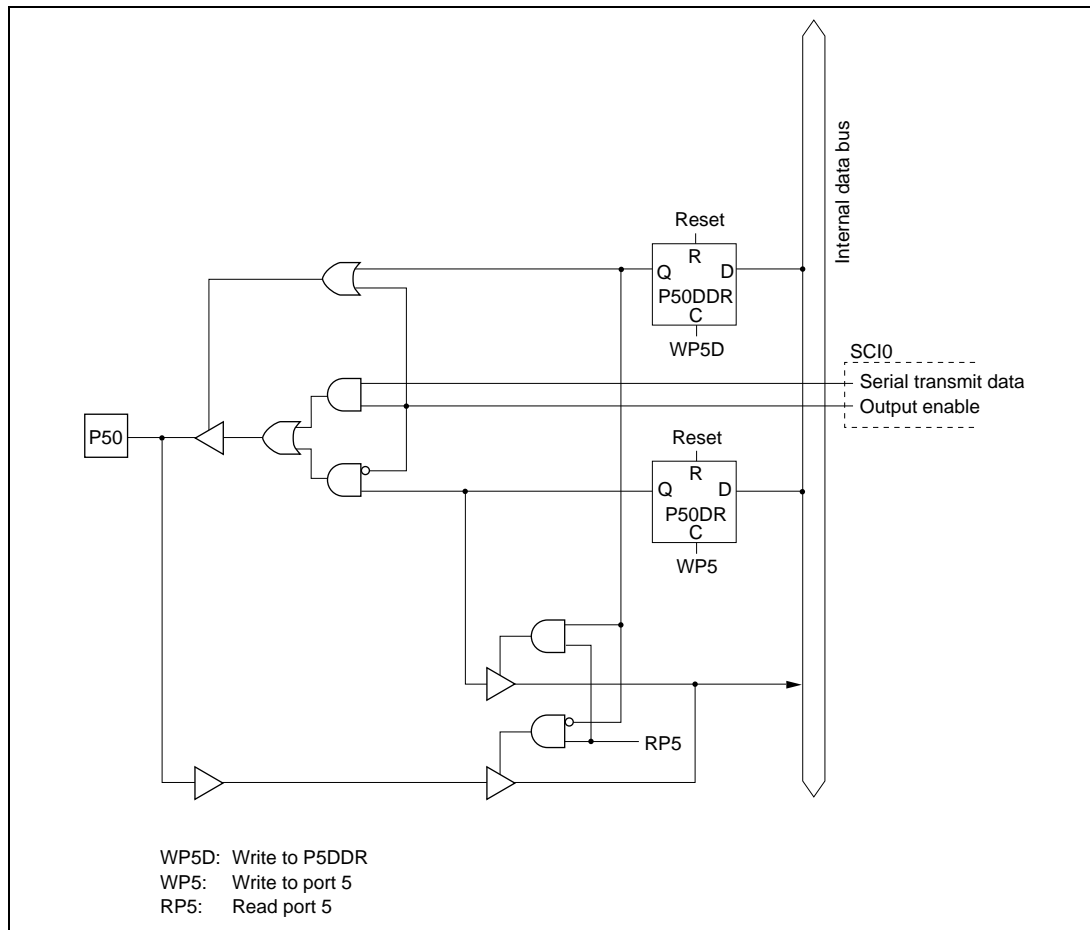 Internal data bus
Reset
R
Q D
P50DDR
C
WP5D
SCI0
Serial transmit data
Output enable
P50
Reset
R
Q D
P50DR
C
WP5
RP5
WP5D: Write to P5DDR
WP5: Write to port 5
RP5: Read port 5